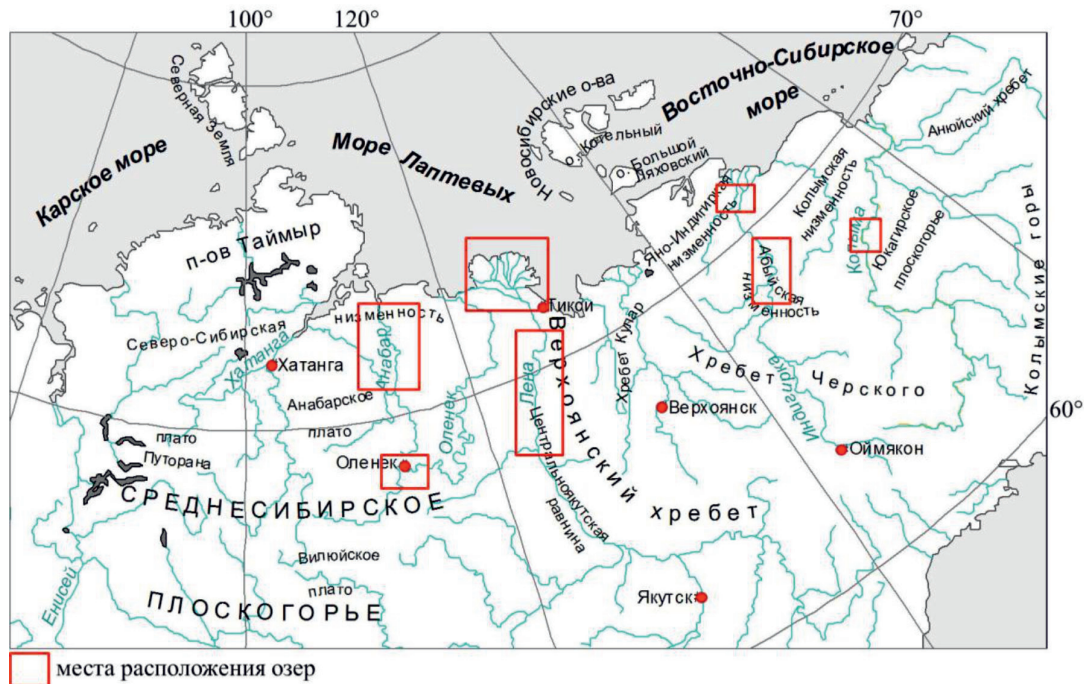 100°
120°
70°
Северная Земля
Карское море
Море Лаптевых
Новосибирские о-ва
о. Котельный
о. Большой
Ляховский
Восточно-Сибирское
море
Анюйский хребет
п-ов Таймыр
Яно-Индигиркая
низменность
Колымская
низменность
Колыма
Юкагирское
плоскогорье
Колымские горы
Абыйская
низменность
Северо-Сибирская
низменность
Хатанга
Хатанга
Анабар
Тикси
Верхоянский хребет
Хребет Кулар
Хребет Черского
Индигирка
Анабарское
плато
Оленек
Лена
Верхоянск
60°
плато
Путорана
Оленек
Оймякон
Центральноякутская
равнина
СРЕДНЕСИБИРСКОЕ
ПЛОСКОГОРЬЕ
Вилюйское
плато
Енисей
Якутск
места расположения озер